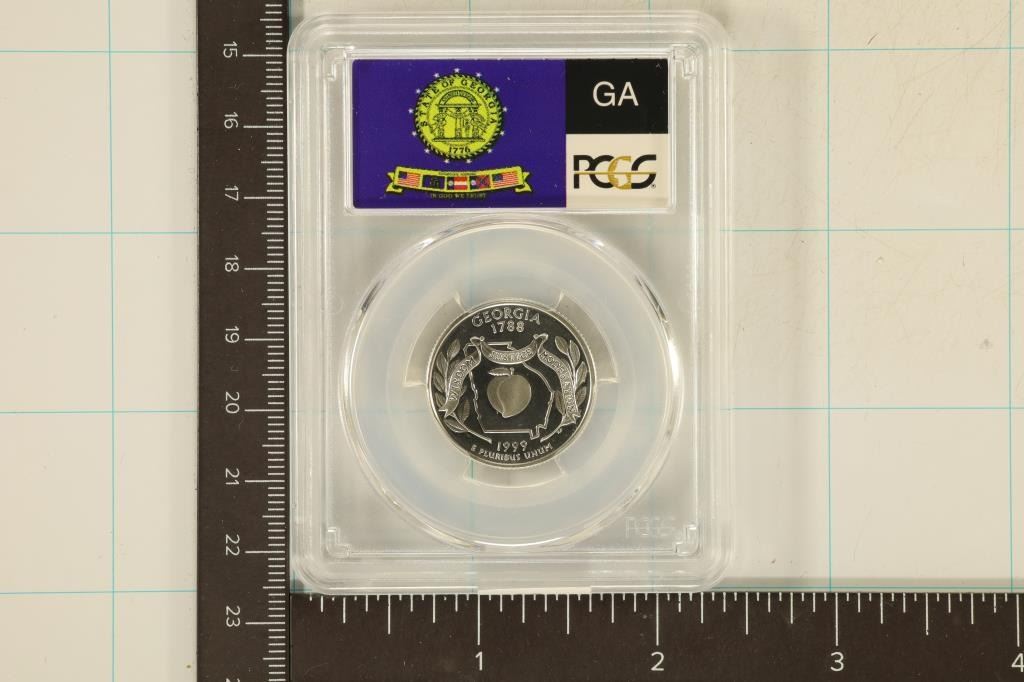 STATE OF GEORGIA
1776
IN GOD WE TRUST
GA
PCGS
GEORGIA
1788
WISDOM JUSTICE MODERATION
1999
E PLURIBUS UNUM
PCGS
15
16
17
18
19
20
21
22
23
1 2 3 4